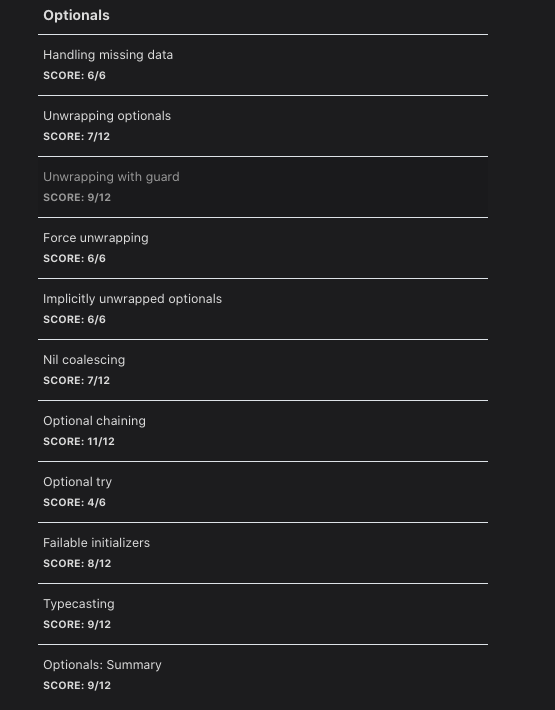 Optionals
Handling missing data
SCORE: 6/6
Unwrapping optionals
SCORE: 7/12
Unwrapping with guard
SCORE: 9/12
Force unwrapping
SCORE: 6/6
Implicitly unwrapped optionals
SCORE: 6/6
Nil coalescing
SCORE: 7/12
Optional chaining
SCORE: 11/12
Optional try
SCORE: 4/6
Failable initializers
SCORE: 8/12
Typecasting
SCORE: 9/12
Optionals: Summary
SCORE: 9/12